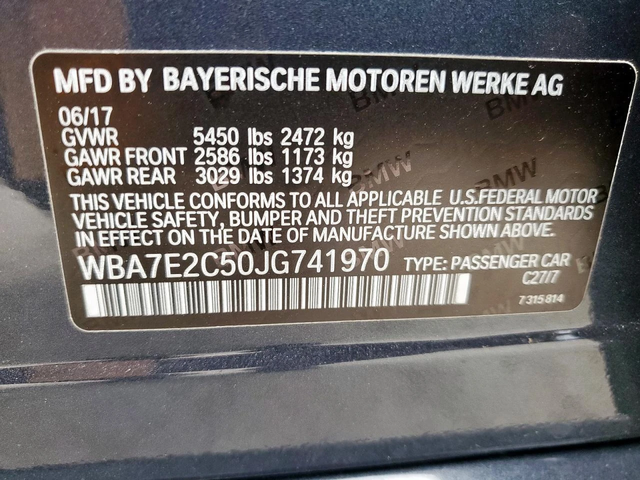 MFD BY BAYERISCHE MOTOREN WERKE AG
06/17
GVWR 5450 lbs 2472 kg
GAWR FRONT 2586 lbs 1173 kg
GAWR REAR 3029 lbs 1374 kg
THIS VEHICLE CONFORMS TO ALL APPLICABLE U.S.FEDERAL MOTOR
VEHICLE SAFETY, BUMPER AND THEFT PREVENTION STANDARDS
IN EFFECT ON THE DATE OF MANUFACTURE SHOWN ABOVE.
WBA7E2C50JG741970 TYPE: PASSENGER CAR
C27/7
7 315 814